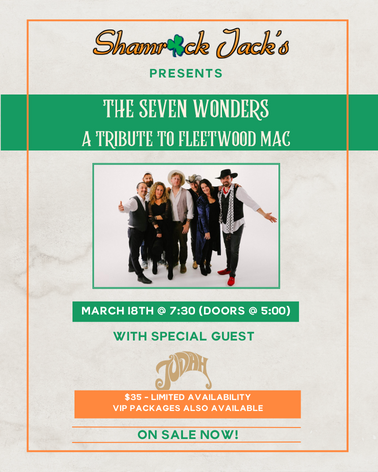 Shamrock Jack's
PRESENTS
THE SEVEN WONDERS
A TRIBUTE TO FLEETWOOD MAC
MARCH 18TH @ 7:30 (DOORS @ 5:00)
WITH SPECIAL GUEST
JUDAH
$35 - LIMITED AVAILABILITY
VIP PACKAGES ALSO AVAILABLE
ON SALE NOW!